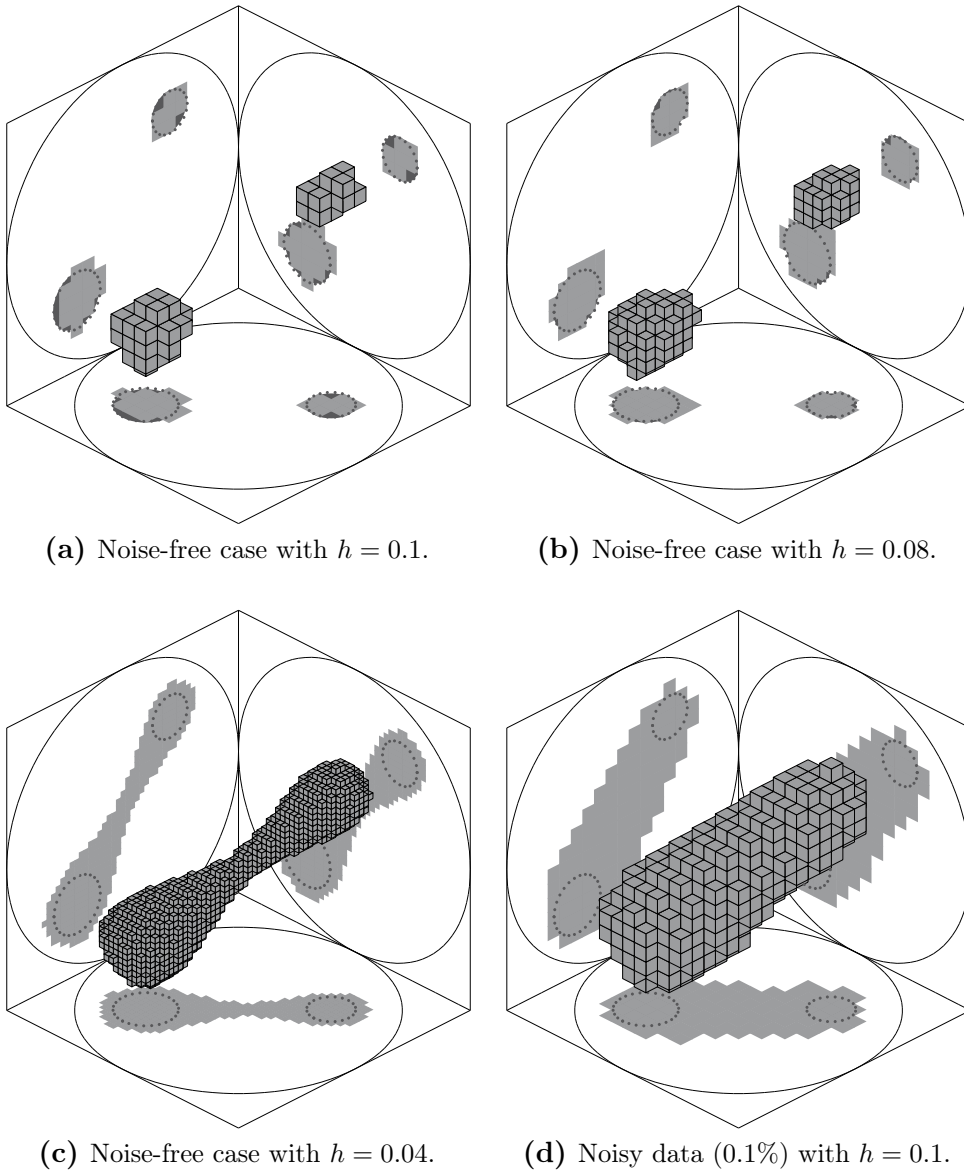 (a) Noise-free case with h = 0.1.
(b) Noise-free case with h = 0.08.
(c) Noise-free case with h = 0.04.
(d) Noisy data (0.1%) with h = 0.1.